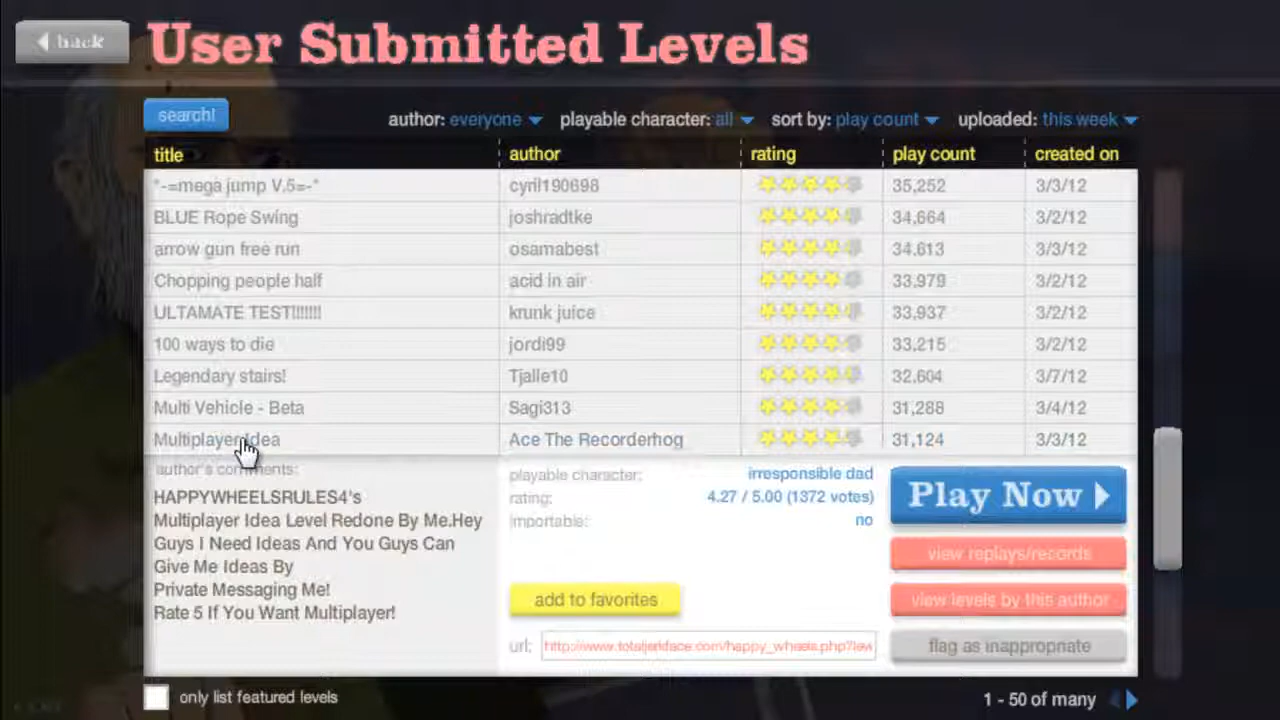 back
User Submitted Levels
search!
author: everyone playable character: all sort by: play count uploaded: this week
title author rating play count created on
*-=mega jump V.5=-* cyril190698 35,252 3/3/12
BLUE Rope Swing joshradtke 34,664 3/2/12
arrow gun free run osamabest 34,613 3/3/12
Chopping people half acid in air 33,979 3/2/12
ULTAMATE TEST!!!!!!! krunk juice 33,937 3/2/12
100 ways to die jordi99 33,215 3/2/12
Legendary stairs! Tjalle10 32,604 3/7/12
Multi Vehicle - Beta Sagi313 31,288 3/4/12
Multiplayer Idea Ace The Recorderhog 31,124 3/3/12
author's comments:
HAPPYWHEELSRULES4's
Multiplayer Idea Level Redone By Me.Hey
Guys I Need Ideas And You Guys Can
Give Me Ideas By
Private Messaging Me!
Rate 5 If You Want Multiplayer!
playable character: irresponsible dad
rating: 4.27 / 5.00 (1372 votes)
importable: no
add to favorites
url: http://www.totaljerkface.com/happy_wheels.php?lev
Play Now
view replays/records
view levels by this author
flag as inappropriate
only list featured levels
1 - 50 of many